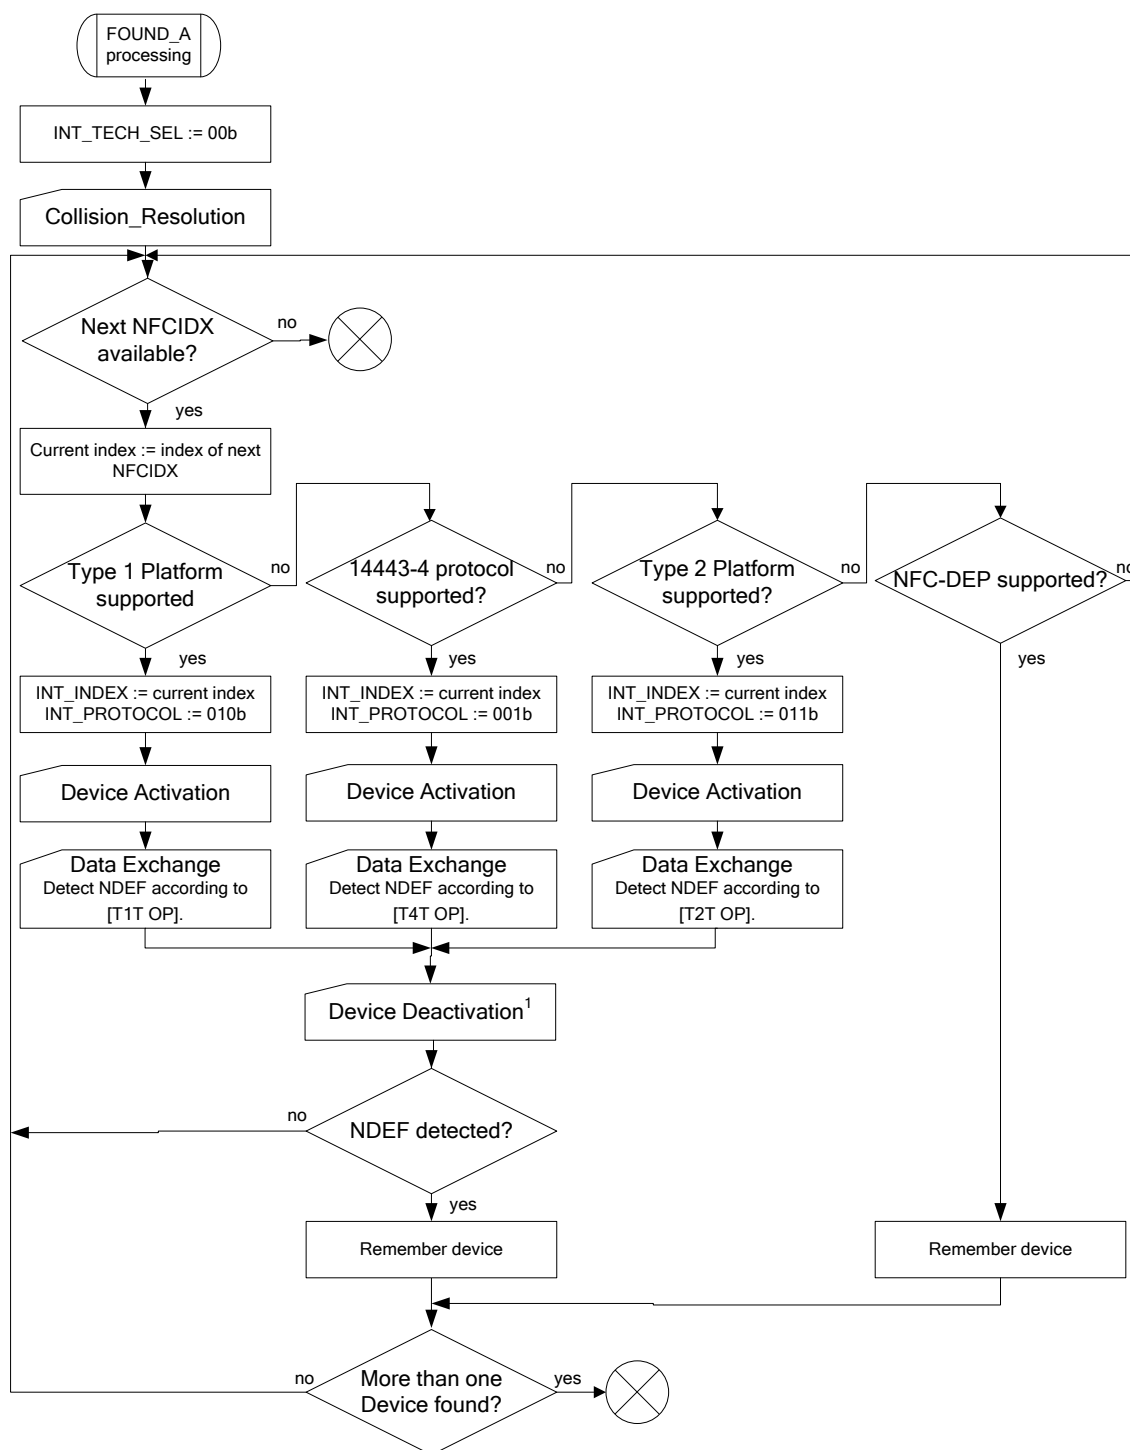 FOUND_A
processing
INT_TECH_SEL := 00b
Collision_Resolution
Next NFCIDX
available?
no
yes
Current index := index of next
NFCIDX
Type 1 Platform
supported
no
14443-4 protocol
supported?
no
Type 2 Platform
supported?
no
NFC-DEP supported?
no
yes
yes
yes
yes
INT_INDEX := current index
INT_PROTOCOL := 010b
INT_INDEX := current index
INT_PROTOCOL := 001b
INT_INDEX := current index
INT_PROTOCOL := 011b
Device Activation
Device Activation
Device Activation
Data Exchange
Detect NDEF according to
[T1T OP].
Data Exchange
Detect NDEF according to
[T4T OP].
Data Exchange
Detect NDEF according to
[T2T OP].
Device Deactivation1
no
NDEF detected?
yes
Remember device
Remember device
no
More than one
Device found?
yes